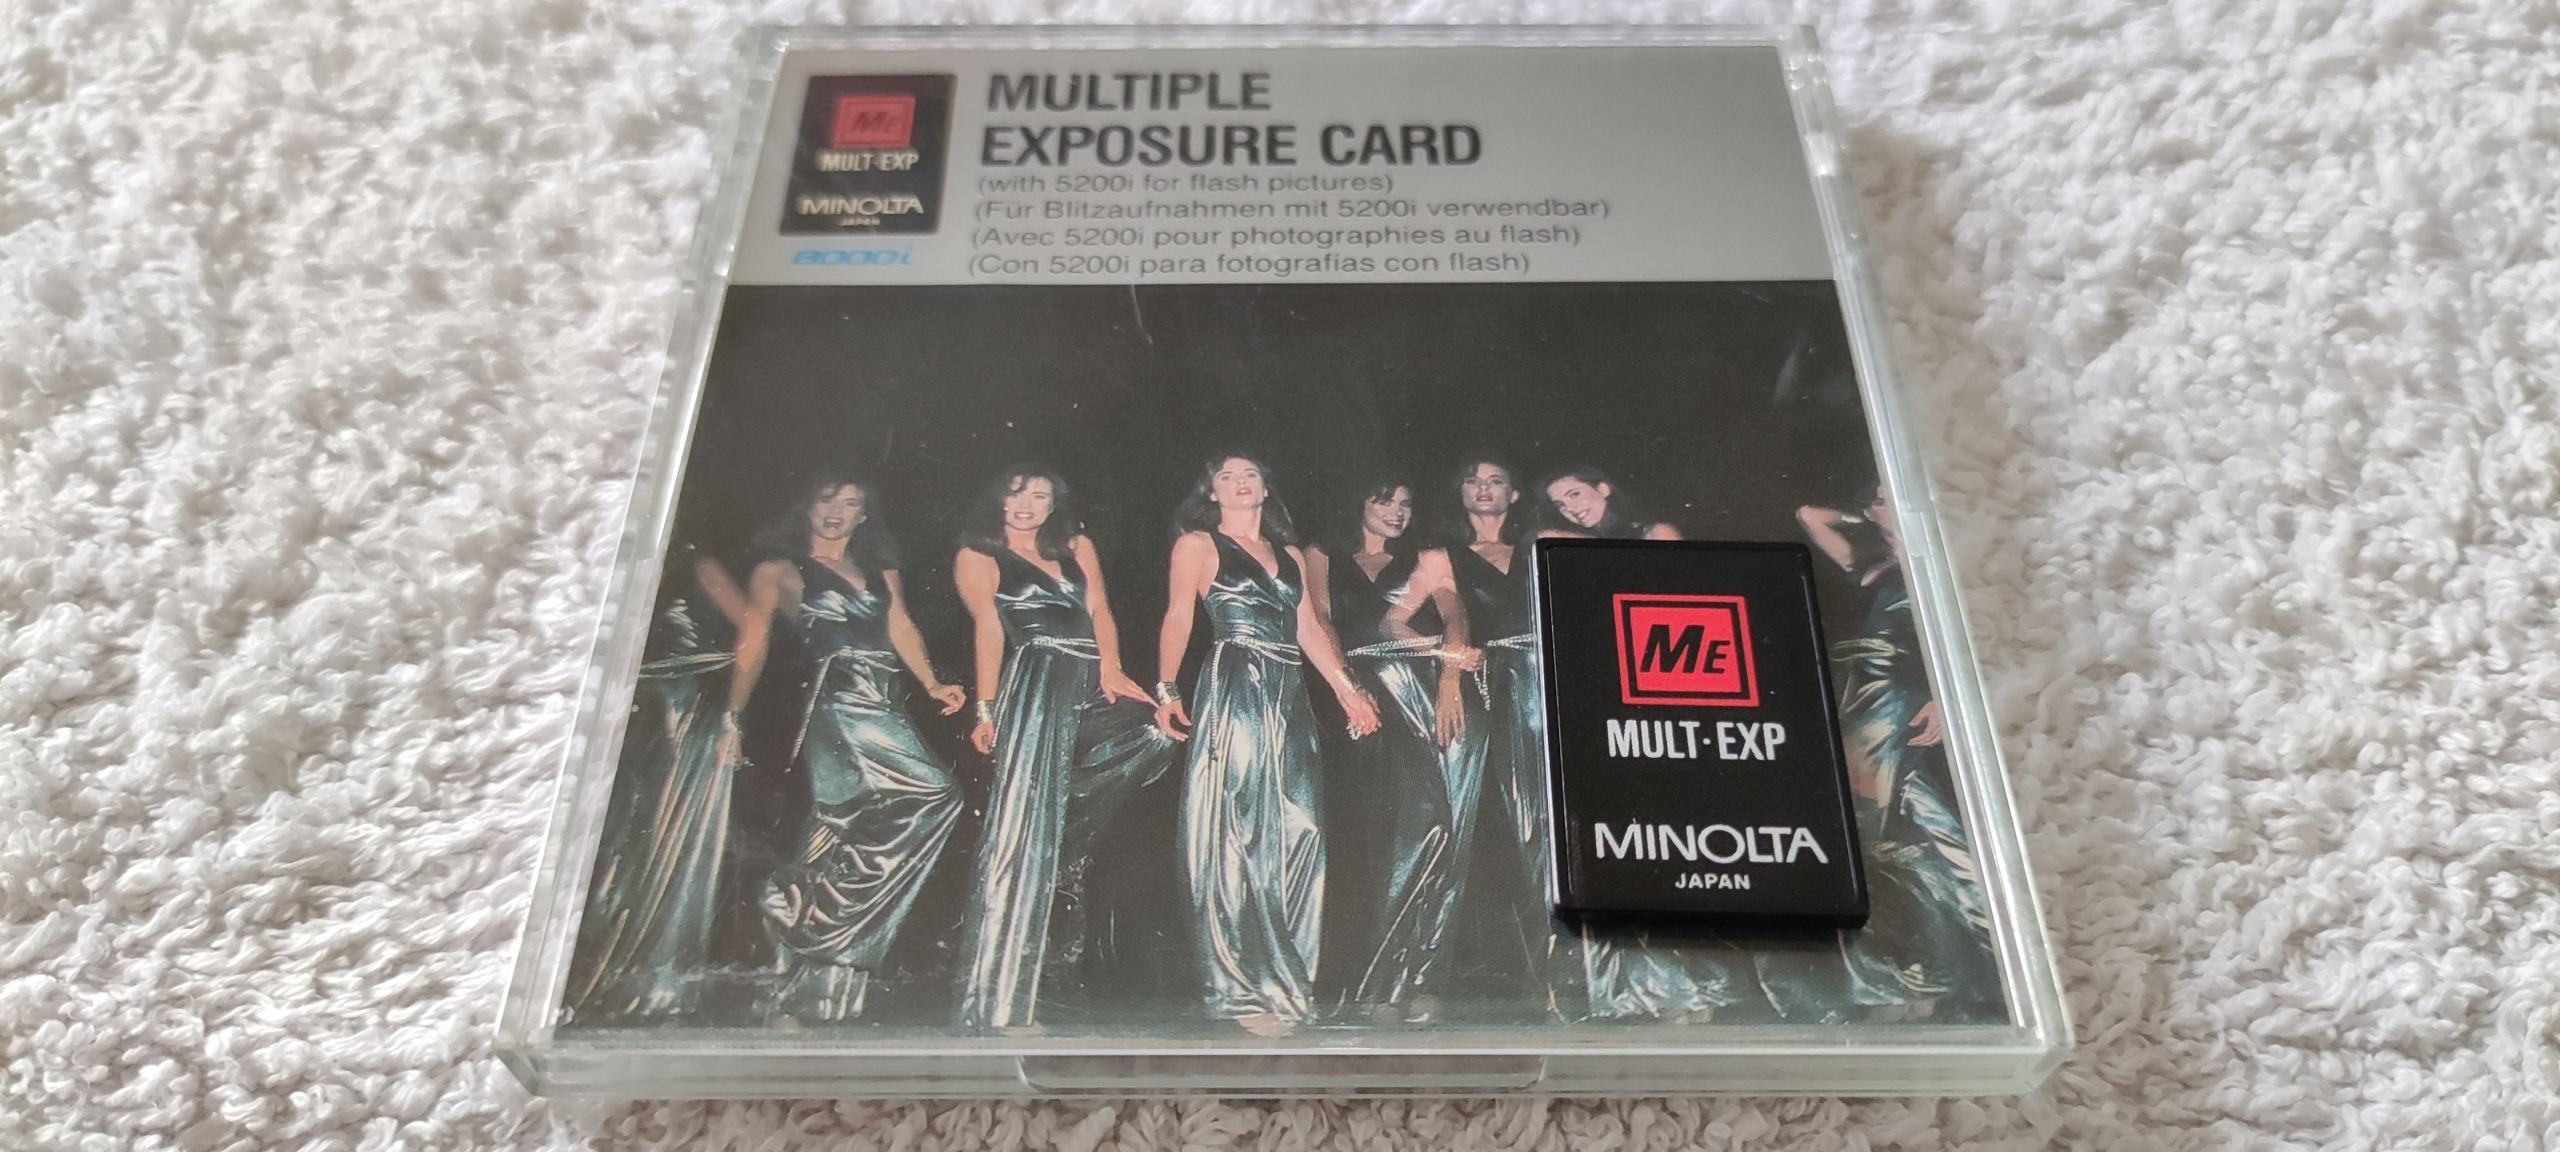 ME
MULT·EXP
MINOLTA
JAPAN
8000i
MULTIPLE
EXPOSURE CARD
(with 5200i for flash pictures)
(Für Blitzaufnahmen mit 5200i verwendbar)
(Avec 5200i pour photographies au flash)
(Con 5200i para fotografías con flash)
ME
MULT·EXP
MINOLTA
JAPAN